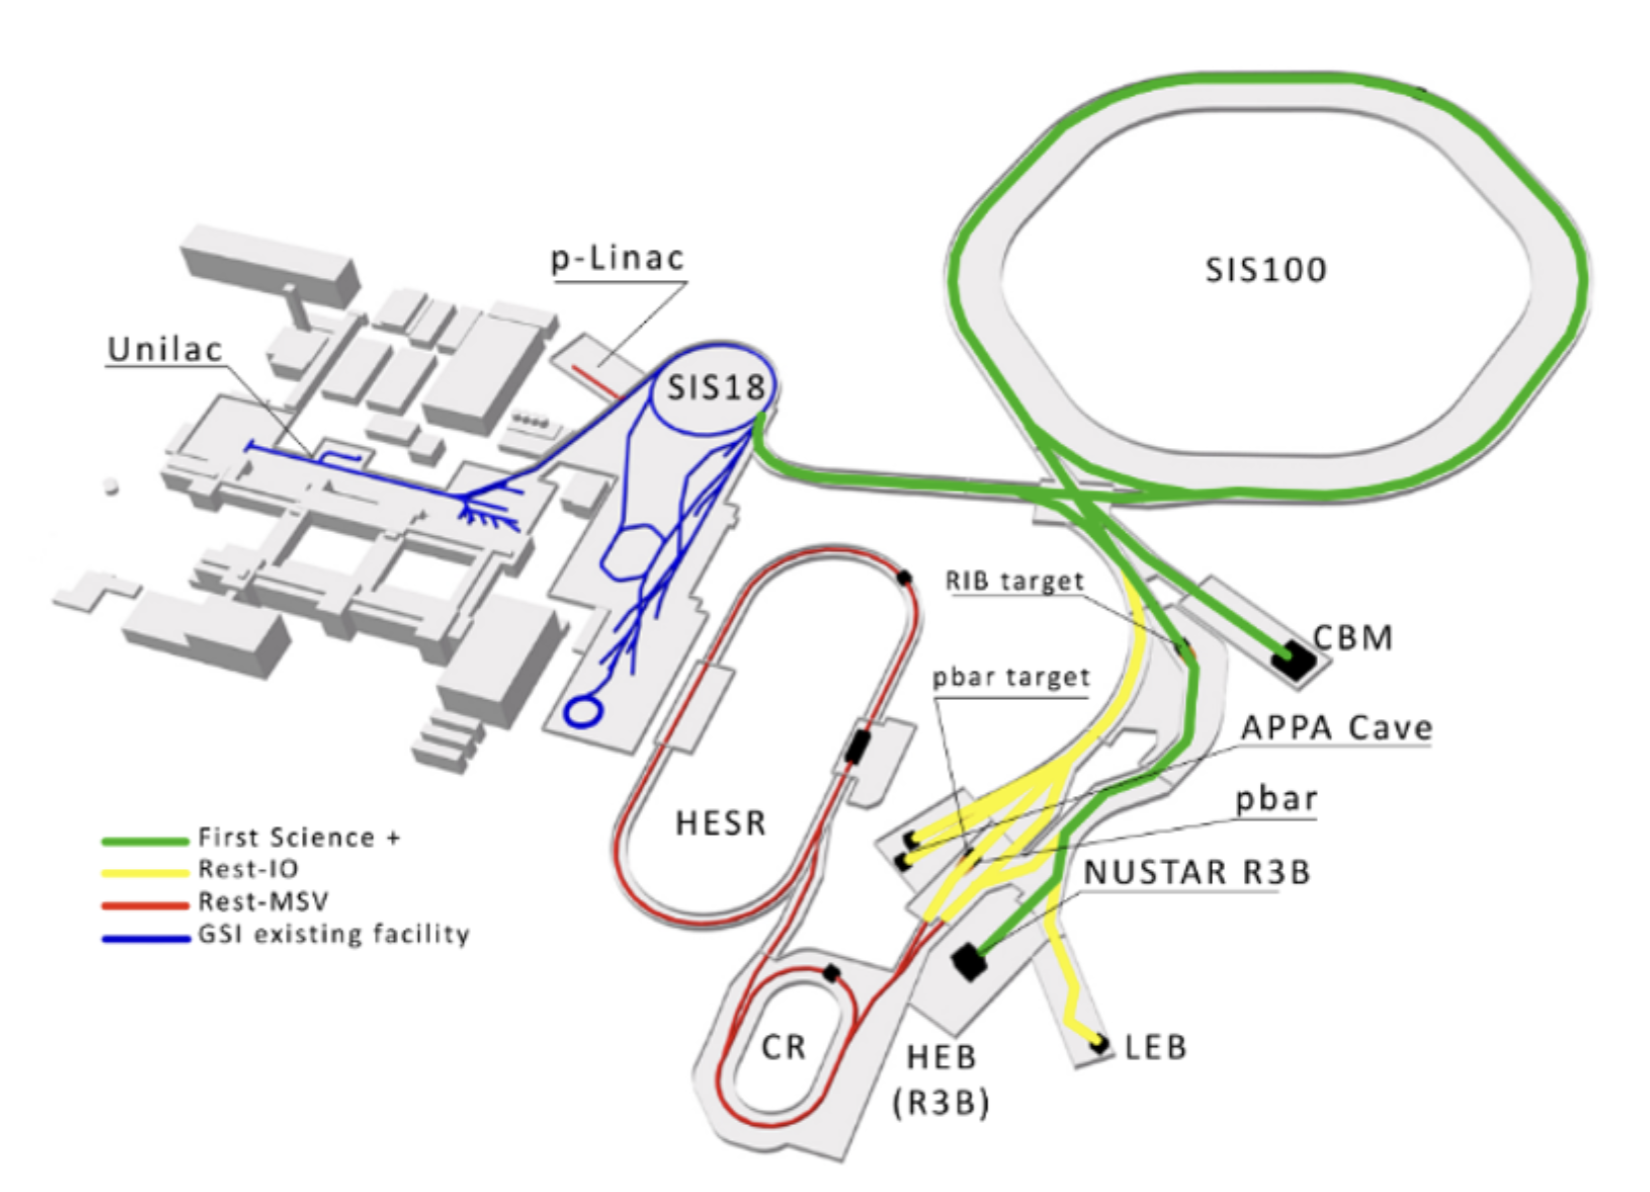 SIS100
p-Linac
Unilac
SIS18
RIB target
CBM
pbar target
APPA Cave
pbar
HESR
First Science +
Rest-IO
Rest-MSV
GSI existing facility
NUSTAR R3B
CR
HEB
(R3B)
LEB